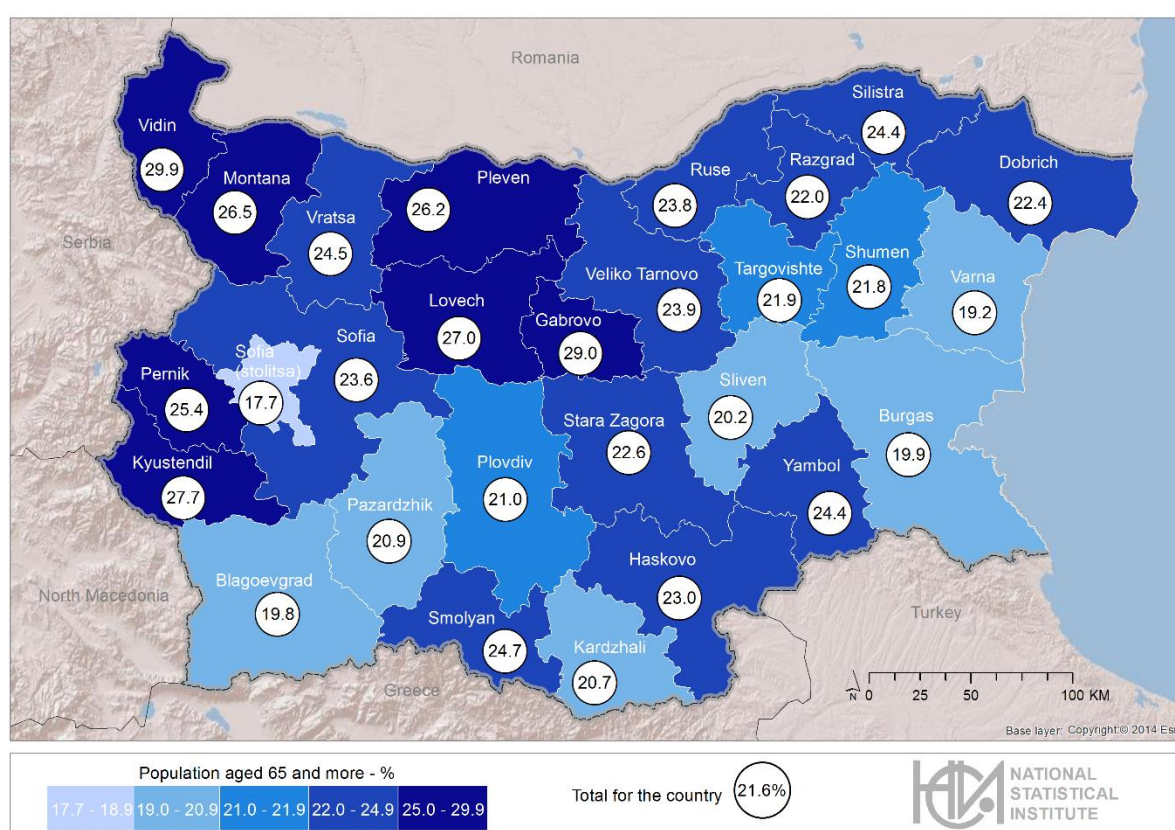 Romania
Silistra
24.4
Vidin
29.9
Montana
26.5
Pleven
26.2
Ruse
23.8
Razgrad
22.0
Dobrich
22.4
Vratsa
24.5
Serbia
Veliko Tarnovo
23.9
Targovishte
21.9
Shumen
21.8
Varna
19.2
Lovech
27.0
Gabrovo
29.0
Sofia
23.6
Sofia
(stolitsa)
17.7
Pernik
25.4
Sliven
20.2
Burgas
19.9
Stara Zagora
22.6
Kyustendil
27.7
Plovdiv
21.0
Yambol
24.4
Pazardzhik
20.9
Haskovo
23.0
North Macedonia
Blagoevgrad
19.8
Smolyan
24.7
Kardzhali
20.7
Turkey
Greece
N
0 25 50 100 KM
Base layer: Copyright:© 2014 Es
Population aged 65 and more - %
17.7 - 18.9 19.0 - 20.9 21.0 - 21.9 22.0 - 24.9 25.0 - 29.9
Total for the country 21.6%
НСИ
NATIONAL
STATISTICAL
INSTITUTE